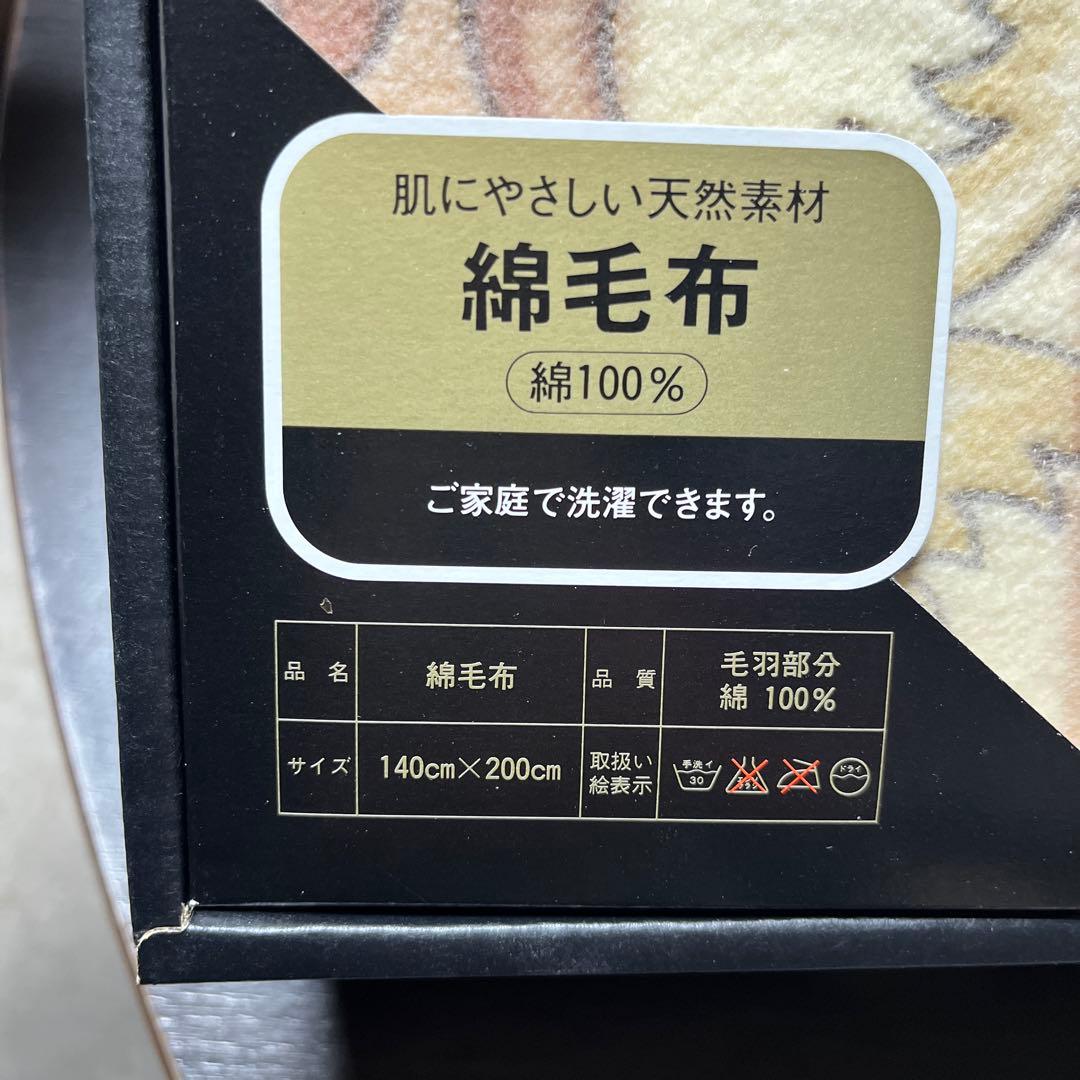 肌にやさしい天然素材
綿毛布
綿100%
ご家庭で洗濯できます。
品 名
綿毛布
品 質
毛羽部分
綿 100%
サイズ
140cm×200cm
取扱い
絵表示
手洗イ
30
ドライ